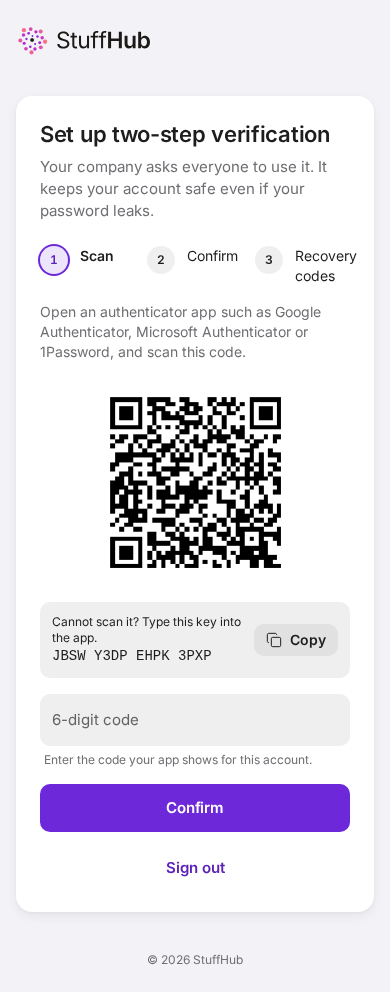 StuffHub
Set up two-step verification
Your company asks everyone to use it. It
keeps your account safe even if your
password leaks.
1 Scan 2 Confirm 3 Recovery
codes
Open an authenticator app such as Google
Authenticator, Microsoft Authenticator or
1Password, and scan this code.
Cannot scan it? Type this key into
the app.
JBSW Y3DP EHPK 3PXP
Copy
6-digit code
Enter the code your app shows for this account.
Confirm
Sign out
© 2026 StuffHub